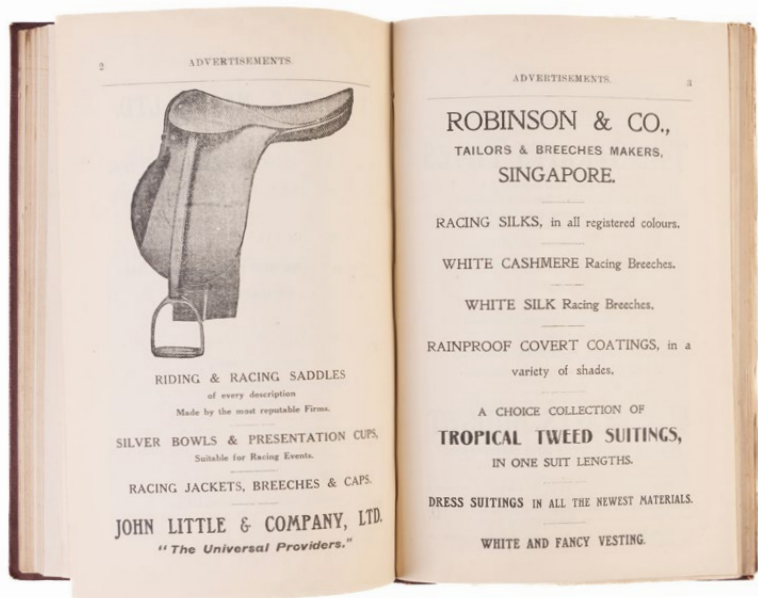 2
ADVERTISEMENTS.
RIDING & RACING SADDLES
of every description
Made by the most reputable Firms.
SILVER BOWLS & PRESENTATION CUPS,
Suitable for Racing Events.
RACING JACKETS, BREECHES & CAPS.
JOHN LITTLE & COMPANY, LTD.
"The Universal Providers."
ADVERTISEMENTS.
3
ROBINSON & CO.,
TAILORS & BREECHES MAKERS,
SINGAPORE.
RACING SILKS, in all registered colours.
WHITE CASHMERE Racing Breeches.
WHITE SILK Racing Breeches.
RAINPROOF COVERT COATINGS, in a
variety of shades,
A CHOICE COLLECTION OF
TROPICAL TWEED SUITINGS,
IN ONE SUIT LENGTHS.
DRESS SUITINGS IN ALL THE NEWEST MATERIALS.
WHITE AND FANCY VESTING.